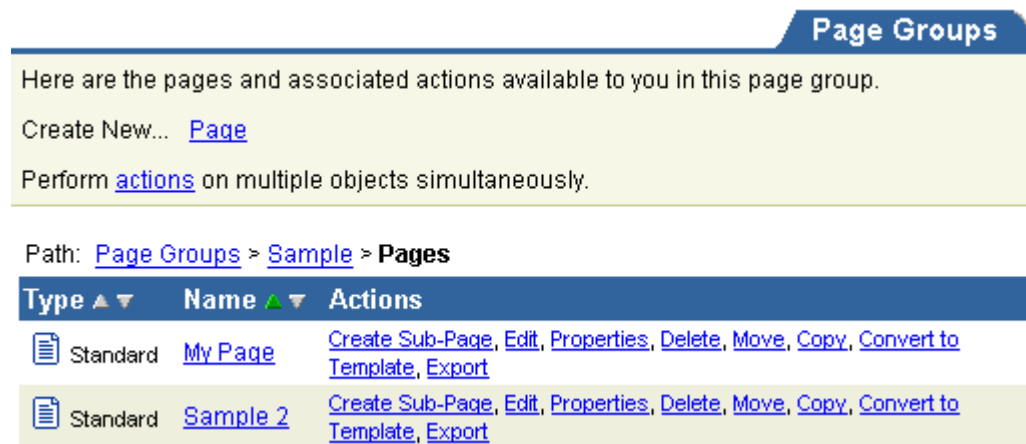 Page Groups
Here are the pages and associated actions available to you in this page group.
Create New... Page
Perform actions on multiple objects simultaneously.
Path: Page Groups > Sample > Pages
Type Name Actions
Standard My Page Create Sub-Page, Edit, Properties, Delete, Move, Copy, Convert to
Template, Export
Standard Sample 2 Create Sub-Page, Edit, Properties, Delete, Move, Copy, Convert to
Template, Export